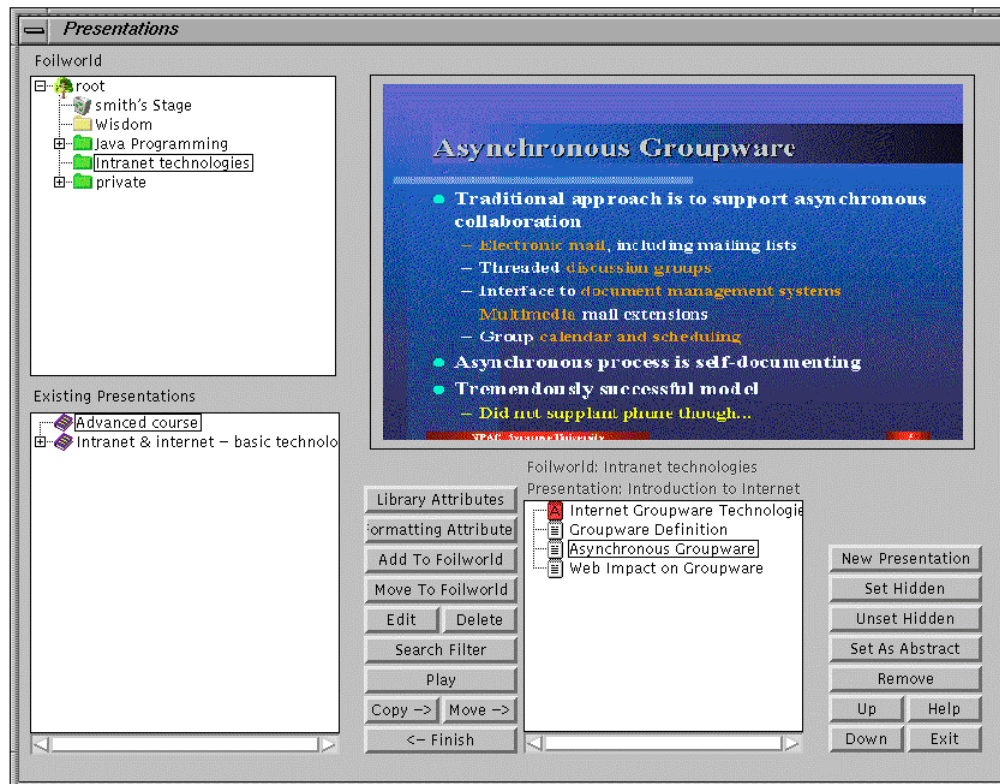 Presentations
Foilworld
root
smith's Stage
Wisdom
Java Programming
Intranet technologies
private
Asynchronous Groupware
Traditional approach is to support asynchronous
collaboration
– Electronic mail, including mailing lists
– Threaded discussion groups
– Interface to document management systems
Multimedia mail extensions
– Group calendar and scheduling
Asynchronous process is self-documenting
Tremendously successful model
– Did not supplant phone though...
NPAC Syracuse University
Existing Presentations
Advanced course
Intranet & internet – basic technolo
Foilworld: Intranet technologies
Presentation: Introduction to Internet
Internet Groupware Technologie
Groupware Definition
Asynchronous Groupware
Web Impact on Groupware
Library Attributes
Formatting Attribute
Add To Foilworld
Move To Foilworld
Edit Delete
Search Filter
Play
Copy –> Move –>
<– Finish
New Presentation
Set Hidden
Unset Hidden
Set As Abstract
Remove
Up Help
Down Exit